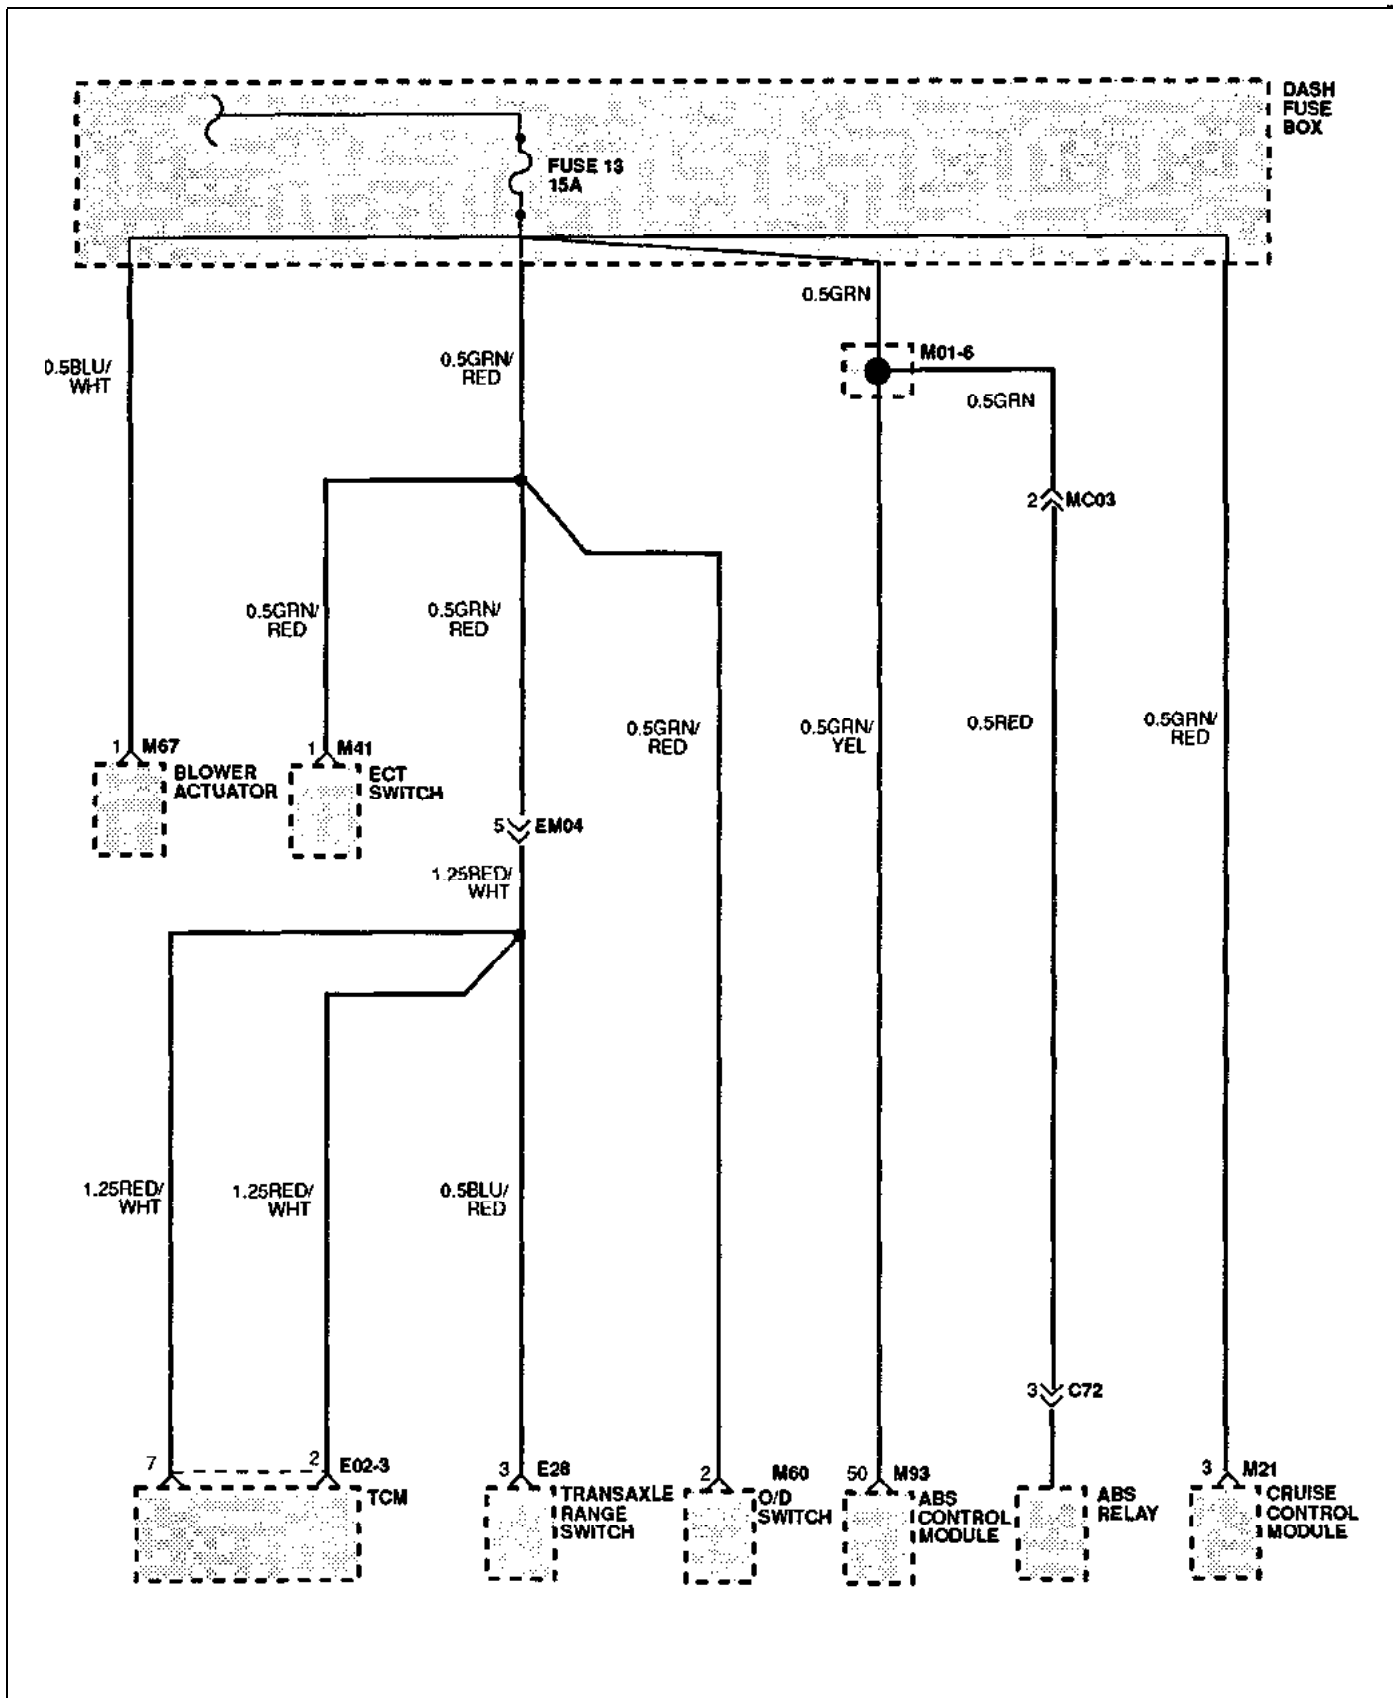 DASH
FUSE
BOX
FUSE 13
15A
0.5GRN
M01-6
0.5BLU/
WHT
0.5GRN/
RED
0.5GRN
2 MC03
0.5GRN/
RED
0.5GRN/
RED
0.5GRN/
RED
0.5GRN/
YEL
0.5RED
0.5GRN/
RED
1 M67
BLOWER
ACTUATOR
1 M41
ECT
SWITCH
5 EM04
1.25RED/
WHT
1.25RED/
WHT
1.25RED/
WHT
0.5BLU/
RED
3 C72
7
2 E02-3
TCM
3 E28
TRANSAXLE
RANGE
SWITCH
2 M60
O/D
SWITCH
50 M93
ABS
CONTROL
MODULE
ABS
RELAY
3 M21
CRUISE
CONTROL
MODULE